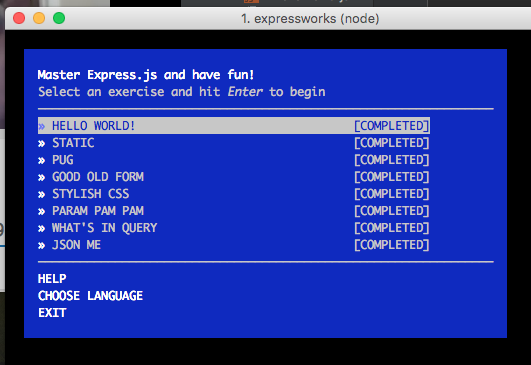 1. expressworks (node)
Master Express.js and have fun!
Select an exercise and hit Enter to begin
» HELLO WORLD! [COMPLETED]
» STATIC [COMPLETED]
» PUG [COMPLETED]
» GOOD OLD FORM [COMPLETED]
» STYLISH CSS [COMPLETED]
» PARAM PAM PAM [COMPLETED]
» WHAT'S IN QUERY [COMPLETED]
» JSON ME [COMPLETED]
HELP
CHOOSE LANGUAGE
EXIT